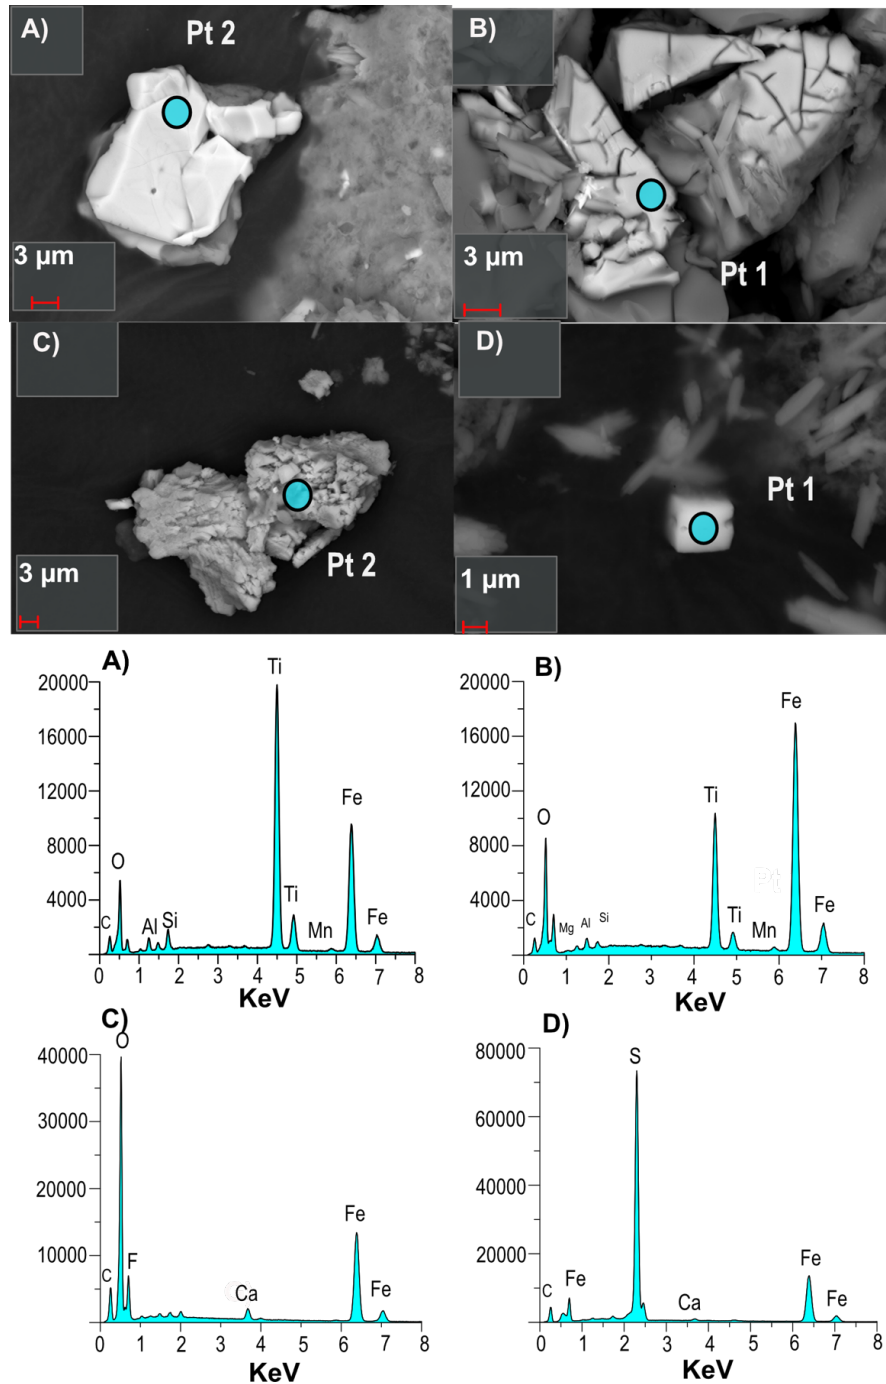 A)
Pt 2
3 µm
B)
3 µm
Pt 1
C)
3 µm
Pt 2
D)
Pt 1
1 µm
A)
Ti
20000
16000
12000
8000
4000
Fe
O
Ti
C
Al
Si
Mn
Fe
0 1 2 3 4 5 6 7 8
KeV
B)
Fe
20000
16000
12000
8000
4000
Ti
O
Pt
C
Mg
Al
Si
Ti
Mn
Fe
0 1 2 3 4 5 6 7 8
KeV
C)
O
40000
30000
20000
10000
Fe
C
F
Ca
Fe
0 1 2 3 4 5 6 7 8
KeV
D)
S
80000
60000
40000
20000
Fe
C
Fe
Ca
Fe
0 1 2 3 4 5 6 7 8
KeV